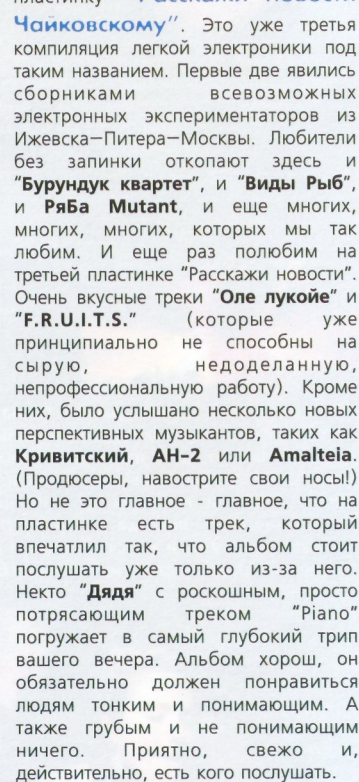 пластинку "Расскажи новости
Чайковскому". Это уже третья
компиляция легкой электроники под
таким названием. Первые две явились
сборниками всевозможных
электронных экспериментаторов из
Ижевска—Питера—Москвы. Любители
без запинки откопают здесь и
"Бурундук квартет", и "Виды Рыб",
и РяБа Mutant, и еще многих,
многих, многих, которых мы так
любим. И еще раз полюбим на
третьей пластинке "Расскажи новости".
Очень вкусные треки "Оле лукойе" и
"F.R.U.I.T.S." (которые уже
принципиально не способны на
сырую, недоделанную,
непрофессиональную работу). Кроме
них, было услышано несколько новых
перспективных музыкантов, таких как
Кривитский, АН-2 или Amalteia.
(Продюсеры, навострите свои носы!)
Но не это главное - главное, что на
пластинке есть трек, который
впечатлил так, что альбом стоит
послушать уже только из-за него.
Некто "Дядя" с роскошным, просто
потрясающим треком "Piano"
погружает в самый глубокий трип
вашего вечера. Альбом хорош, он
обязательно должен понравиться
людям тонким и понимающим. А
также грубым и не понимающим
ничего. Приятно, свежо и,
действительно, есть кого послушать.